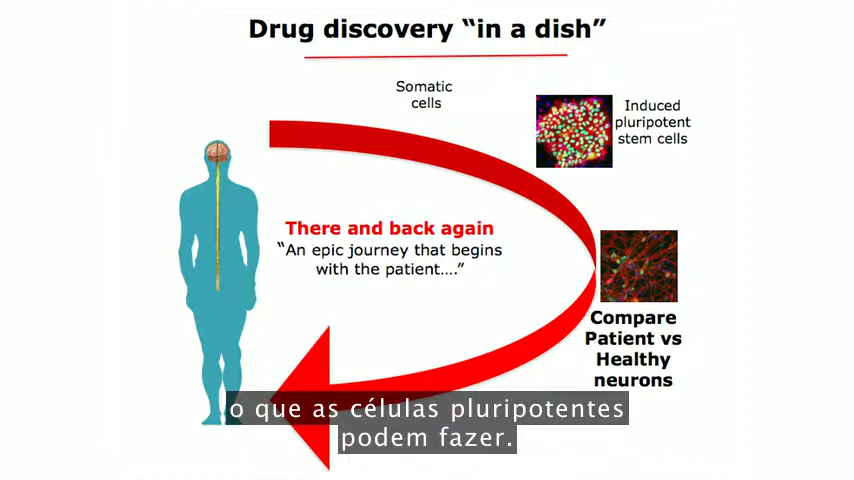 Drug discovery “in a dish”
Somatic
cells
Induced
pluripotent
stem cells
There and back again
“An epic journey that begins
with the patient....”
Compare
Patient vs
Healthy
neurons
o que as células pluripotentes
podem fazer.